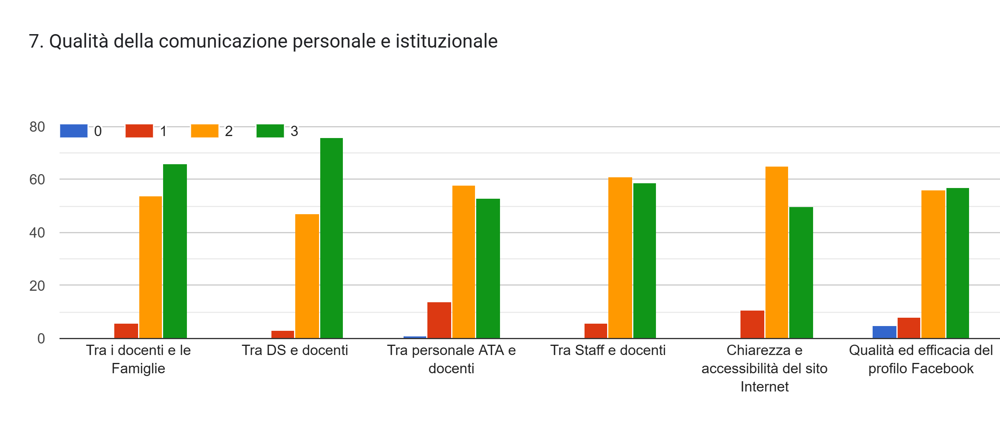 7. Qualità della comunicazione personale e istituzionale
80
0
1
2
3
60
40
20
0
Tra i docenti e le
Famiglie
Tra DS e docenti
Tra personale ATA e
docenti
Tra Staff e docenti
Chiarezza e
accessibilità del sito
Internet
Qualità ed efficacia del
profilo Facebook